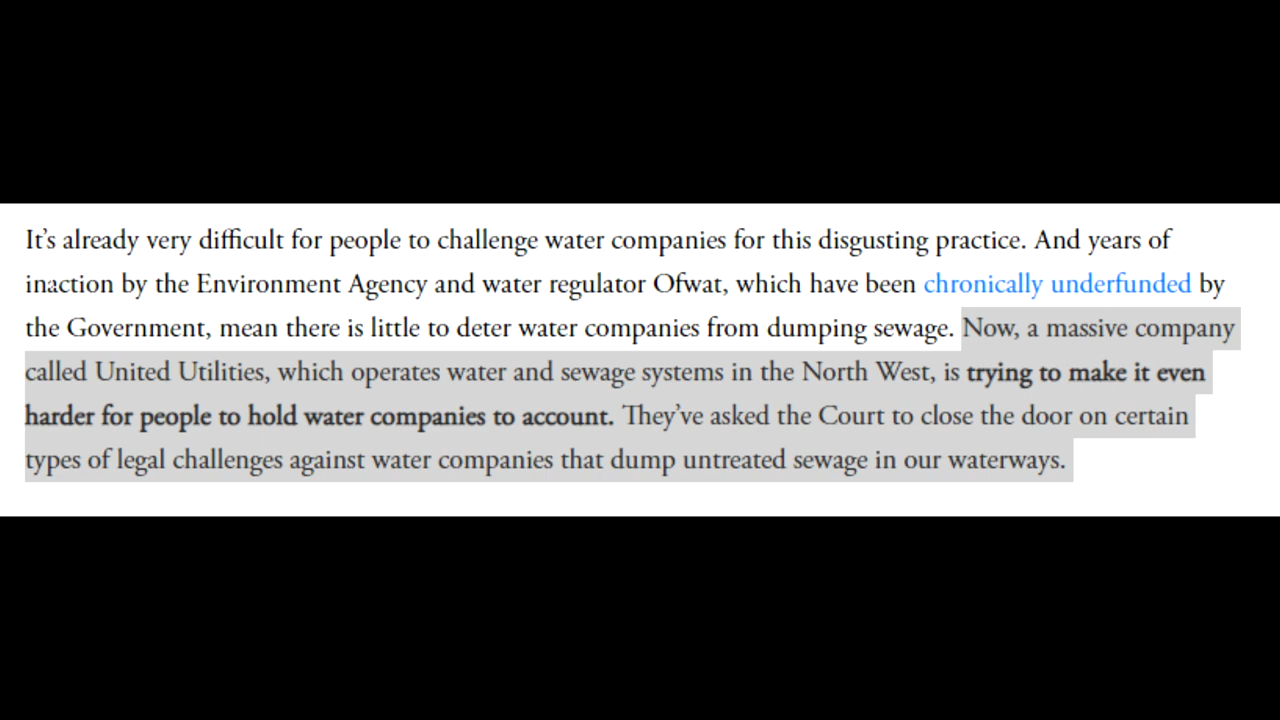 It’s already very difficult for people to challenge water companies for this disgusting practice. And years of
inaction by the Environment Agency and water regulator Ofwat, which have been chronically underfunded by
the Government, mean there is little to deter water companies from dumping sewage. Now, a massive company
called United Utilities, which operates water and sewage systems in the North West, is trying to make it even
harder for people to hold water companies to account. They’ve asked the Court to close the door on certain
types of legal challenges against water companies that dump untreated sewage in our waterways.